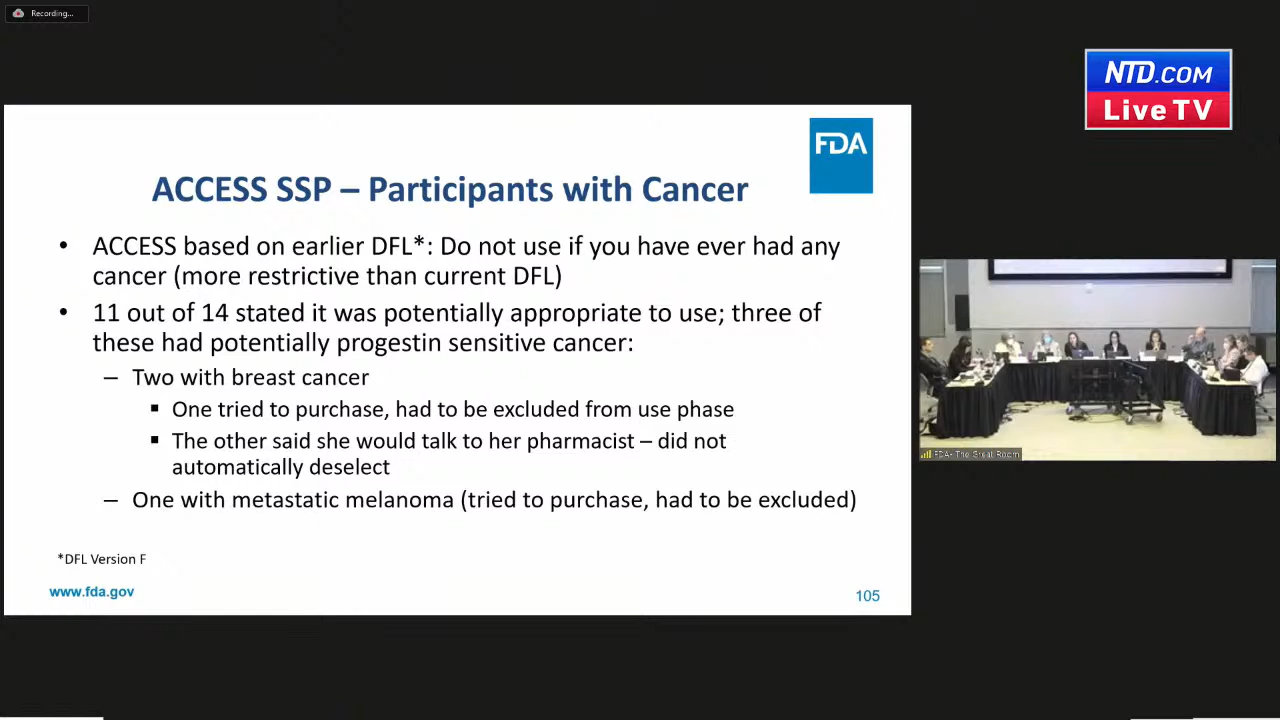 Recording...
NTD.COM
Live TV
FDA
ACCESS SSP – Participants with Cancer
• ACCESS based on earlier DFL*: Do not use if you have ever had any
cancer (more restrictive than current DFL)
• 11 out of 14 stated it was potentially appropriate to use; three of
these had potentially progestin sensitive cancer:
– Two with breast cancer
▪ One tried to purchase, had to be excluded from use phase
▪ The other said she would talk to her pharmacist – did not
automatically deselect
– One with metastatic melanoma (tried to purchase, had to be excluded)
*DFL Version F
www.fda.gov
105
FDA- The Great Room